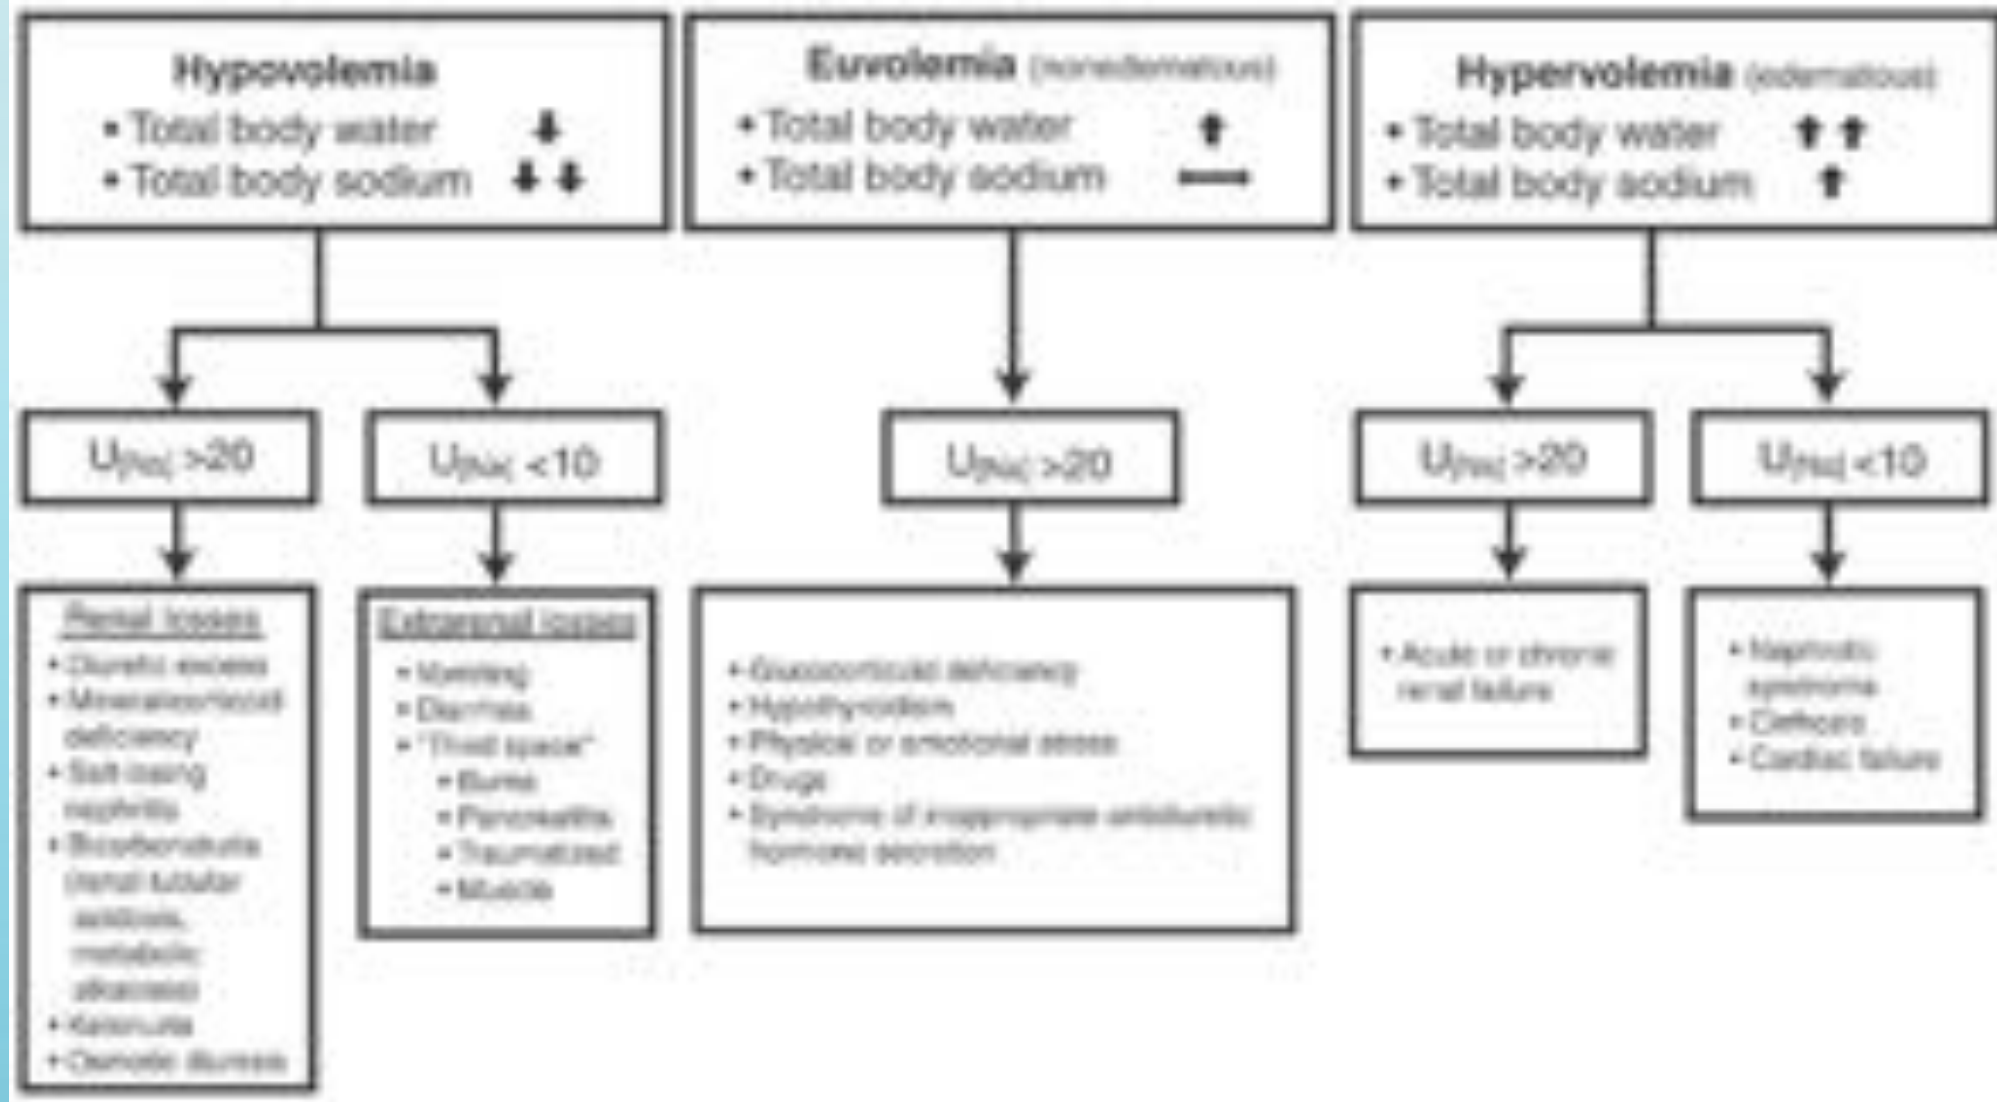 Hypovolemia
• Total body water ⬇
• Total body sodium ⬇⬇
Euvolemia (nonedematous)
• Total body water ⬆
• Total body sodium ⟷
Hypervolemia (edematous)
• Total body water ⬆⬆
• Total body sodium ⬆
U[Na] >20
U[Na] <10
U[Na] >20
U[Na] >20
U[Na] <10
Renal losses
• Diuretic excess
• Mineralocorticoid
deficiency
• Salt-losing
nephritis
• Bicarbonaturia
(renal tubular
acidosis,
metabolic
alkalosis)
• Ketonuria
• Osmotic diuresis
Extrarenal losses
• Vomiting
• Diarrhea
• "Third space"
• Burns
• Pancreatitis
• Traumatized
• Muscle
• Glucocorticoid deficiency
• Hypothyroidism
• Physical or emotional stress
• Drugs
• Syndrome of inappropriate antidiuretic
hormone secretion
• Acute or chronic
renal failure
• Nephrotic
syndrome
• Cirrhosis
• Cardiac failure